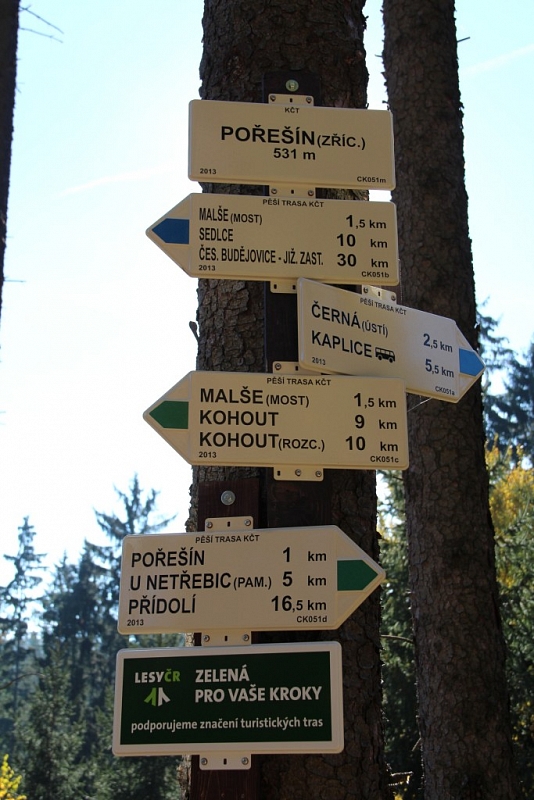 KČT
POŘEŠÍN(ZŘÍC.)
531 m
2013 CK051m
PĚŠÍ TRASA KČT
MALŠE(MOST) 1,5 km
SEDLCE 10 km
ČES. BUDĚJOVICE - JIŽ. ZAST. 30 km
2013 CK051b
PĚŠÍ TRASA KČT
ČERNÁ(ÚSTÍ) 2,5 km
KAPLICE 5,5 km
2013 CK051a
PĚŠÍ TRASA KČT
MALŠE(MOST) 1,5 km
KOHOUT 9 km
KOHOUT(ROZC.) 10 km
2013 CK051c
PĚŠÍ TRASA KČT
POŘEŠÍN 1 km
U NETŘEBIC(PAM.) 5 km
PŘÍDOLÍ 16,5 km
2013 CK051d
LESYČR ZELENÁ
PRO VAŠE KROKY
podporujeme značení turistických tras